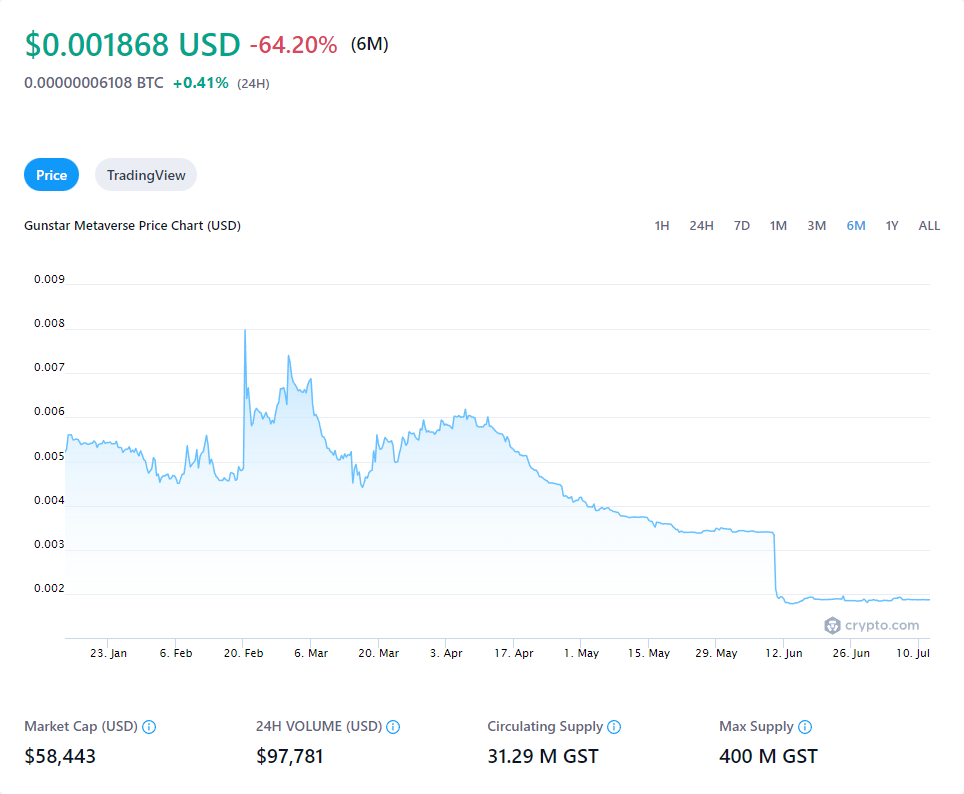 $0.001868 USD -64.20% (6M)
0.00000006108 BTC +0.41% (24H)
Price TradingView
Gunstar Metaverse Price Chart (USD) 1H 24H 7D 1M 3M 6M 1Y ALL
0.009
0.008
0.007
0.006
0.005
0.004
0.003
0.002
crypto.com
23. Jan 6. Feb 20. Feb 6. Mar 20. Mar 3. Apr 17. Apr 1. May 15. May 29. May 12. Jun 26. Jun 10. Jul
Market Cap (USD) 24H VOLUME (USD) Circulating Supply Max Supply
$58,443 $97,781 31.29 M GST 400 M GST